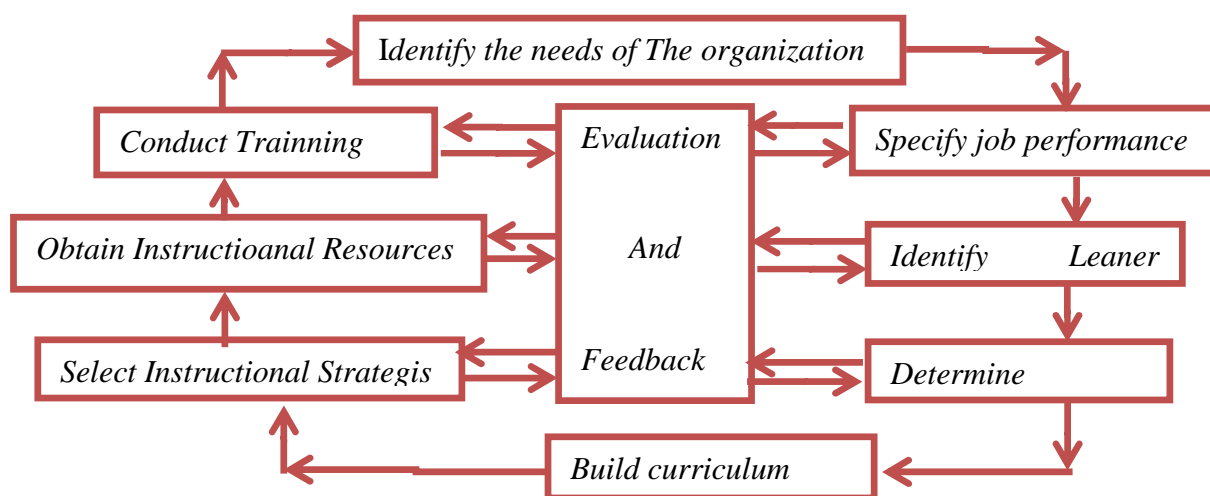 Identify the needs of The organization
Conduct Trainning
Evaluation
Specify job performance
Obtain Instructioanal Resources
And
Identify Leaner
Select Instructional Strategis
Feedback
Determine
Build curriculum